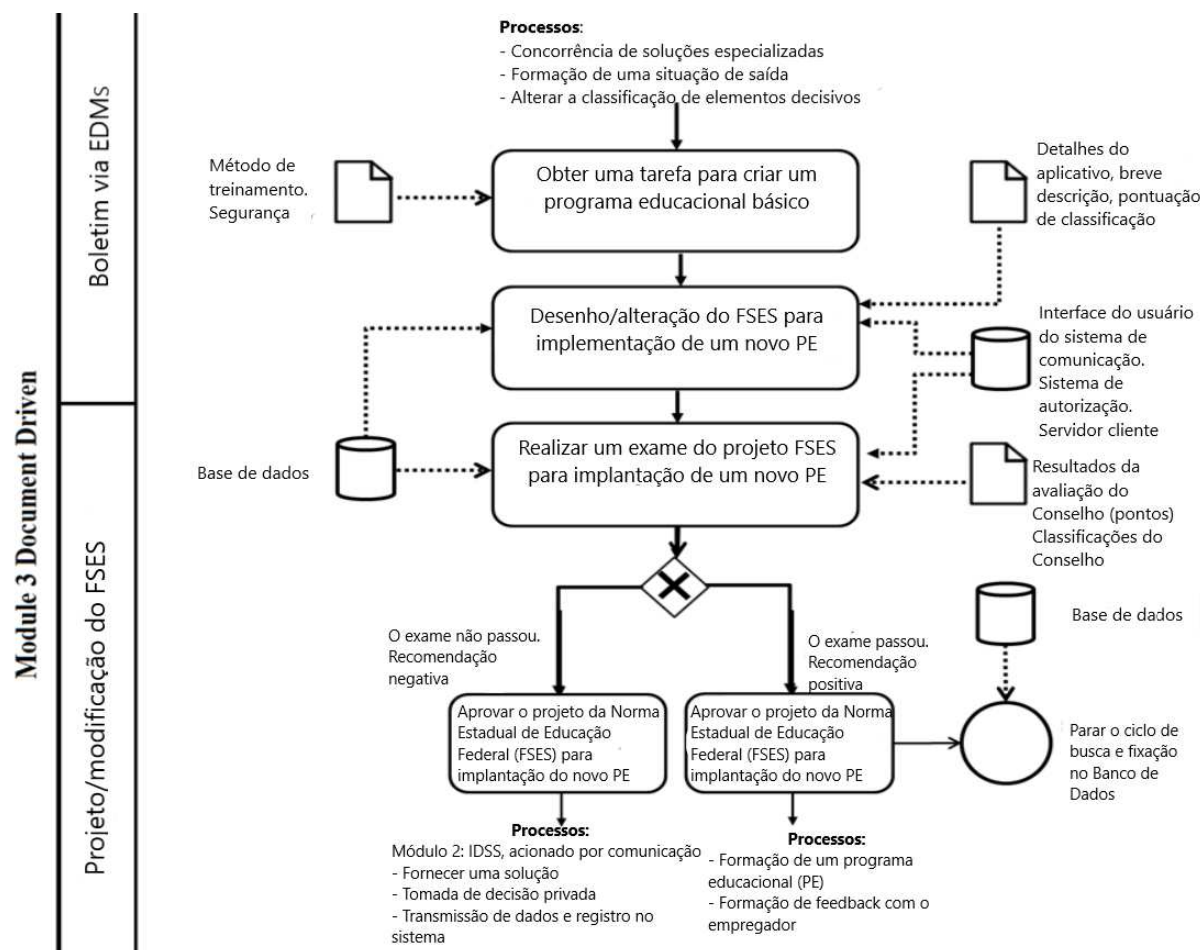 Module 3 Document Driven
Boletim via EDMs
Projeto/modificação do FSES
Processos:
- Concorrência de soluções especializadas
- Formação de uma situação de saída
- Alterar a classificação de elementos decisivos
Método de
treinamento.
Segurança
Obter uma tarefa para criar um
programa educacional básico
Detalhes do
aplicativo, breve
descrição, pontuação
de classificação
Desenho/alteração do FSES para
implementação de um novo PE
Interface do usuário
do sistema de
comunicação.
Sistema de
autorização.
Servidor cliente
Base de dados
Realizar um exame do projeto FSES
para implantação de um novo PE
Resultados da
avaliação do
Conselho (pontos)
Classificações do
Conselho
O exame não passou.
Recomendação
negativa
O exame passou.
Recomendação
positiva
Base de dados
Aprovar o projeto da Norma
Estadual de Educação
Federal (FSES) para
implantação do novo PE
Aprovar o projeto da Norma
Estadual de Educação
Federal (FSES) para
implantação do novo PE
Parar o ciclo de
busca e fixação
no Banco de
Dados
Processos:
Módulo 2: IDSS, acionado por comunicação
- Fornecer uma solução
- Tomada de decisão privada
- Transmissão de dados e registro no
sistema
Processos:
- Formação de um programa
educacional (PE)
- Formação de feedback com o
empregador